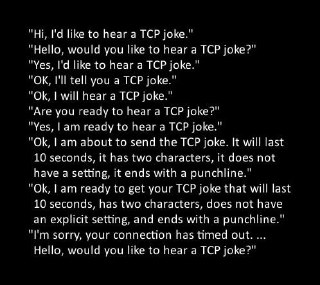 "Hi, I'd like to hear a TCP joke."
"Hello, would you like to hear a TCP joke?"
"Yes, I'd like to hear a TCP joke."
"OK, I'll tell you a TCP joke."
"Ok, I will hear a TCP joke."
"Are you ready to hear a TCP joke?"
"Yes, I am ready to hear a TCP joke."
"Ok, I am about to send the TCP joke. It will last
10 seconds, it has two characters, it does not
have a setting, it ends with a punchline."
"Ok, I am ready to get your TCP joke that will last
10 seconds, has two characters, does not have
an explicit setting, and ends with a punchline."
"I'm sorry, your connection has timed out. ...
Hello, would you like to hear a TCP joke?"